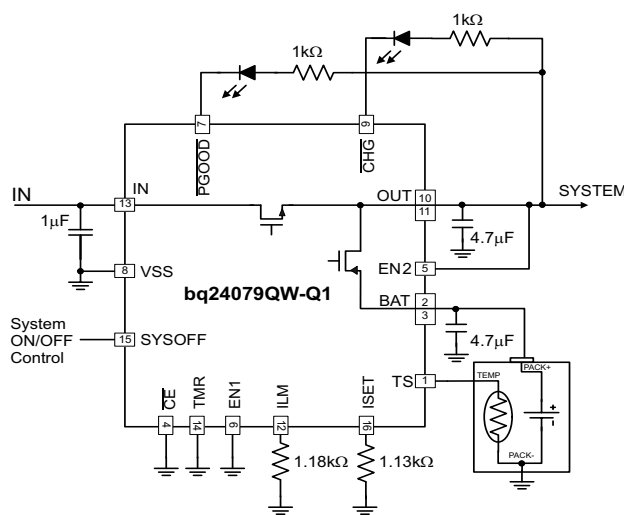 1kΩ
1kΩ
7
9
PGOOD
CHG
IN
IN
13
OUT
10
11
SYSTEM
1μF
4.7μF
8
VSS
EN2
5
bq24079QW-Q1
BAT
2
3
System
ON/OFF
Control
15
SYSOFF
4.7μF
TS
1
TEMP
PACK+
+
-
PACK-
CE
TMR
EN1
ILM
ISET
4
14
6
12
16
1.18kΩ
1.13kΩ